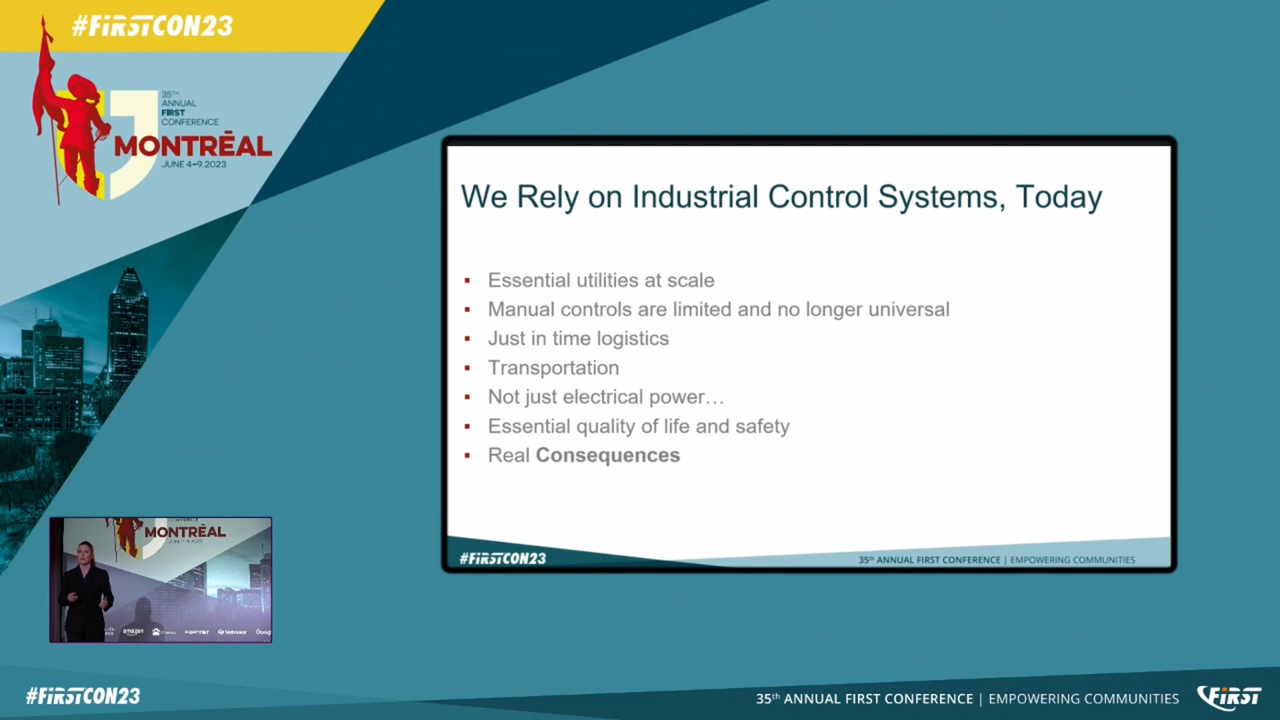 #FIRSTCON23
35TH
ANNUAL
FIRST
CONFERENCE
MONTRĒAL
JUNE 4–9,2023
We Rely on Industrial Control Systems, Today
▪ Essential utilities at scale
▪ Manual controls are limited and no longer universal
▪ Just in time logistics
▪ Transportation
▪ Not just electrical power…
▪ Essential quality of life and safety
▪ Real Consequences
#FIRSTCON23
35th ANNUAL FIRST CONFERENCE | EMPOWERING COMMUNITIES
MONTRĒAL
amazon
#FIRSTCON23
35th ANNUAL FIRST CONFERENCE | EMPOWERING COMMUNITIES
FIRST